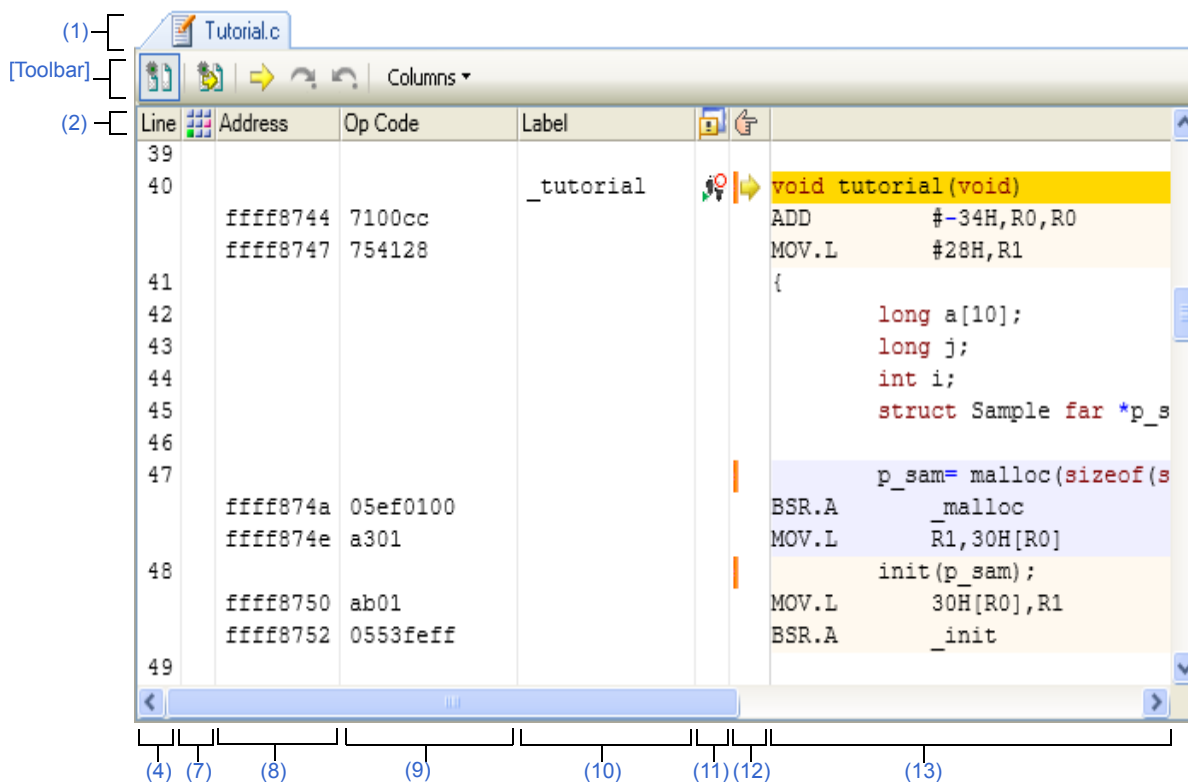 (1) Tutorial.c
[Toolbar] Columns
(2) Line Address Op Code Label
39
40 _tutorial void tutorial(void)
ffff8744 7100cc ADD #-34H,R0,R0
ffff8747 754128 MOV.L #28H,R1
41 {
42 long a[10];
43 long j;
44 int i;
45 struct Sample far *p_s
46
47 p_sam= malloc(sizeof(s
ffff874a 05ef0100 BSR.A _malloc
ffff874e a301 MOV.L R1,30H[R0]
48 init(p_sam);
ffff8750 ab01 MOV.L 30H[R0],R1
ffff8752 0553feff BSR.A _init
49
(4) (7) (8) (9) (10) (11) (12) (13)